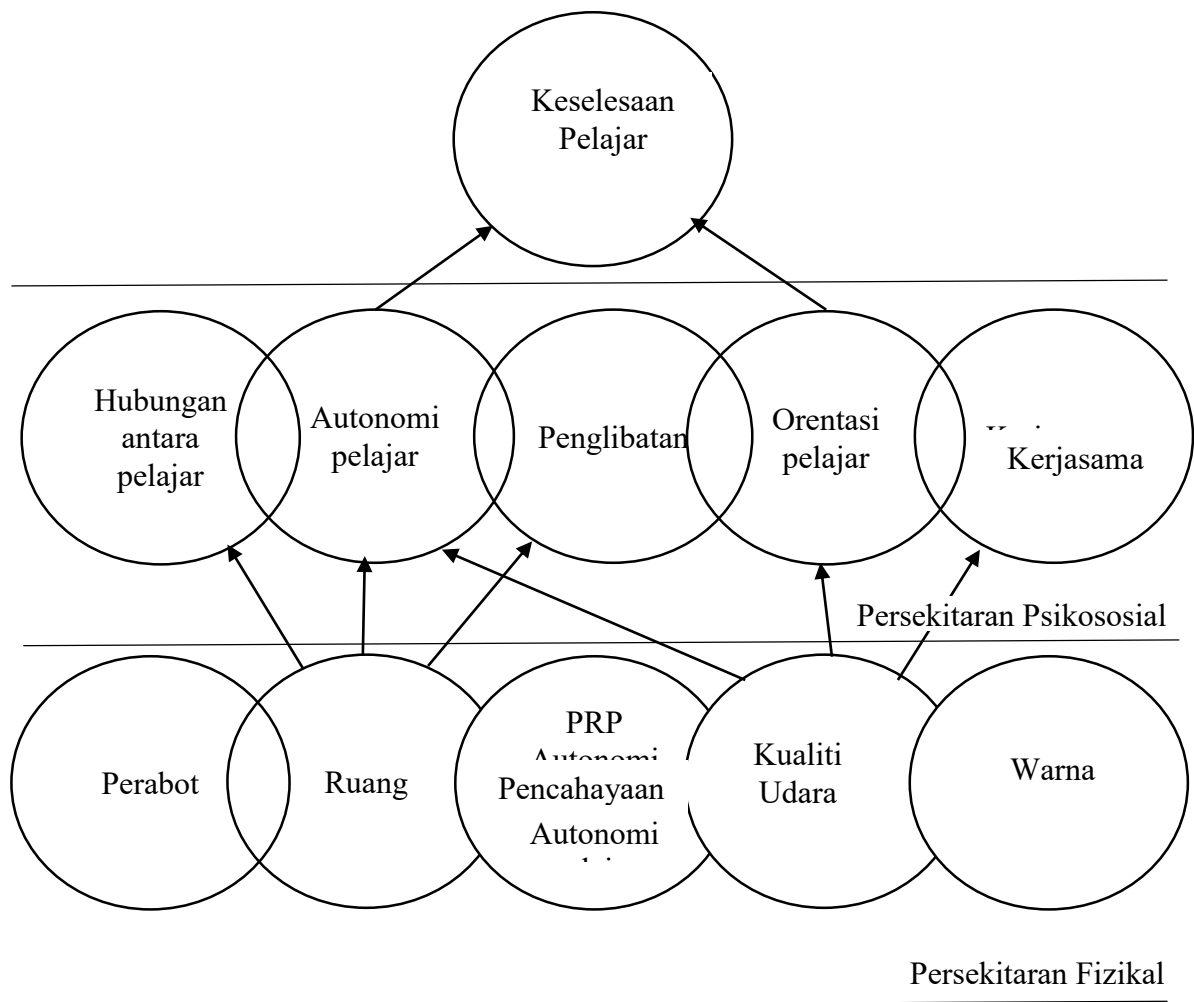 Keselesaan
Pelajar
Hubungan
antara
pelajar
Autonomi
pelajar
Penglibatan
Orentasi
pelajar
Kerjasama
Persekitaran Psikososial
Perabot
Ruang
PRP
Autonomi
Pencahayaan
Autonomi
Kualiti
Udara
Warna
Persekitaran Fizikal